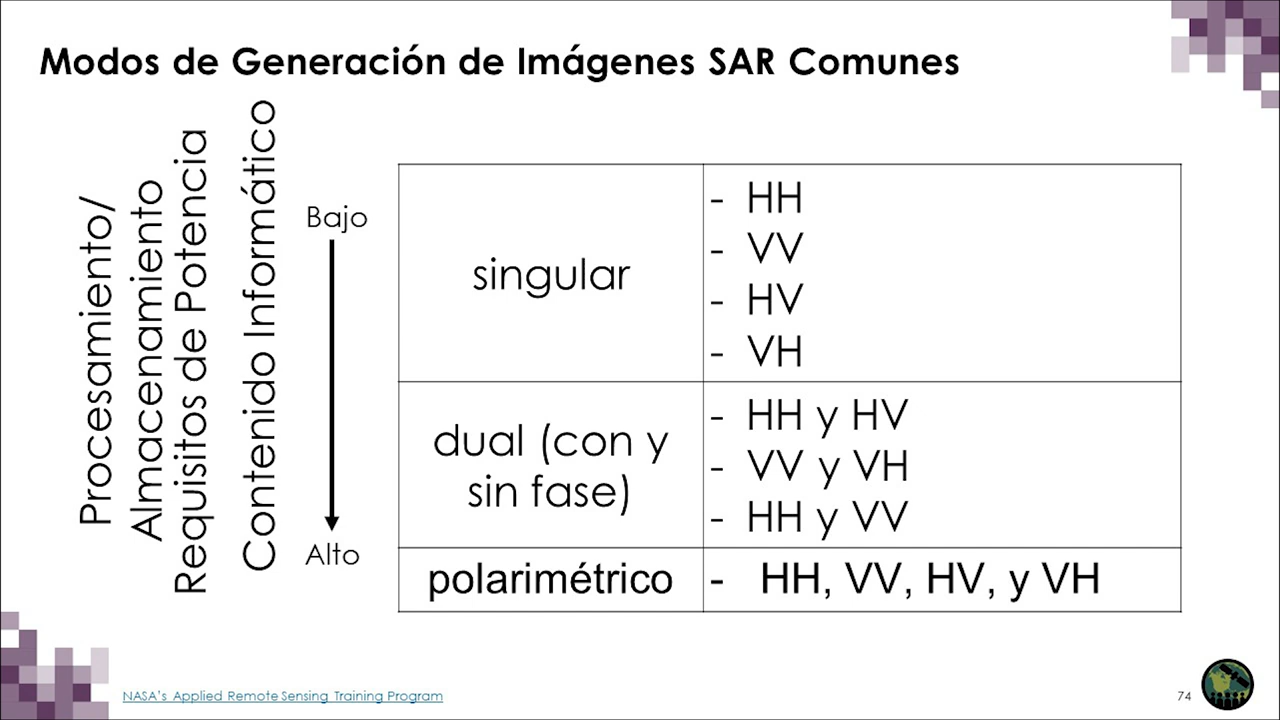 Modos de Generación de Imágenes SAR Comunes
Procesamiento/
Almacenamiento
Requisitos de Potencia
Contenido Informático
Bajo
Alto
singular
- HH
- VV
- HV
- VH
dual (con y
sin fase)
- HH y HV
- VV y VH
- HH y VV
polarimétrico
- HH, VV, HV, y VH
NASA's Applied Remote Sensing Training Program
74